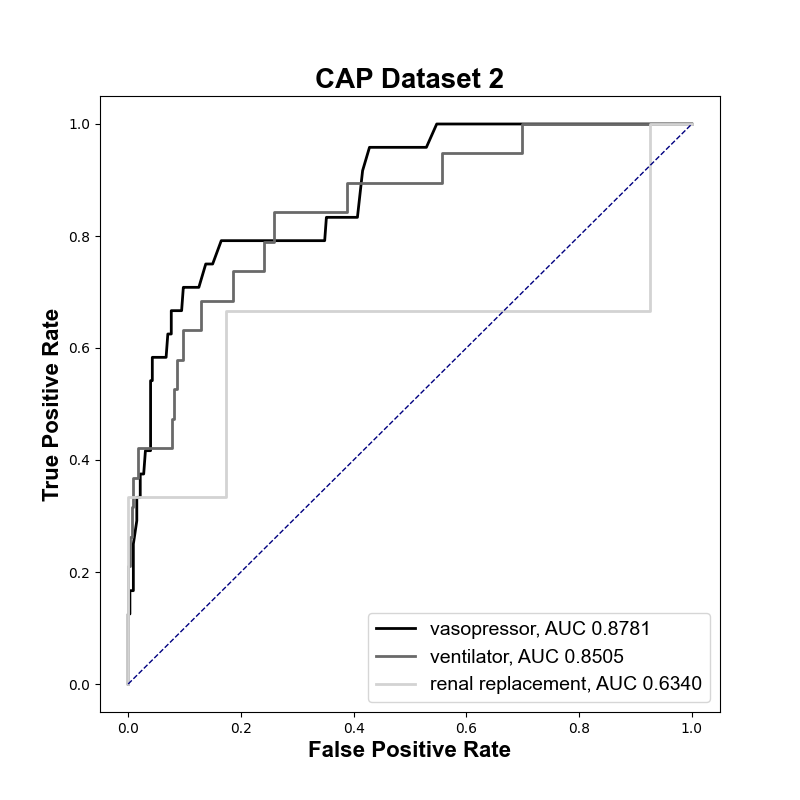 CAP Dataset 2
True Positive Rate
1.0
0.8
0.6
0.4
0.2
0.0
vasopressor, AUC 0.8781
ventilator, AUC 0.8505
renal replacement, AUC 0.6340
0.0 0.2 0.4 0.6 0.8 1.0
False Positive Rate